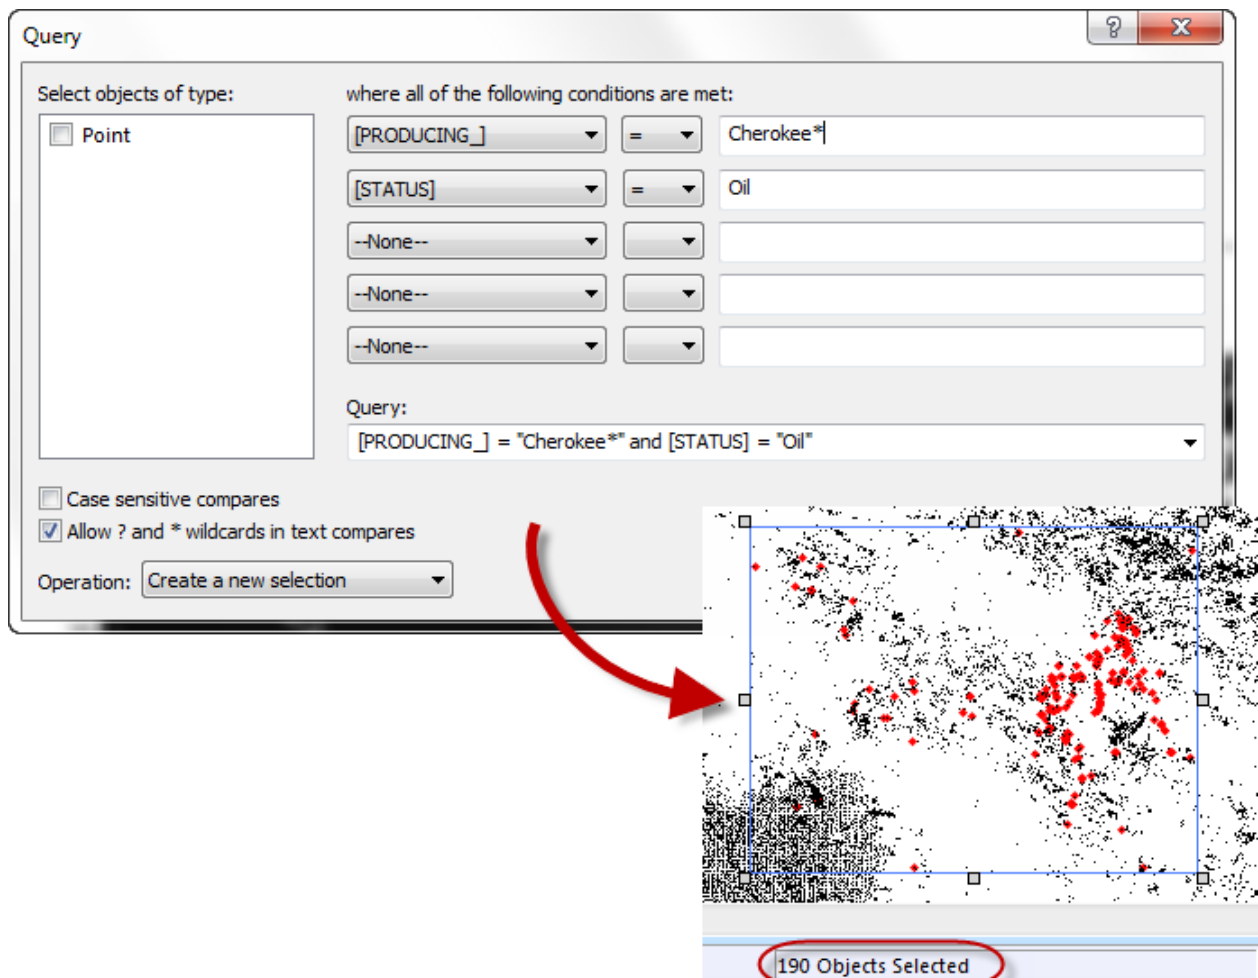 Query
?
X
Select objects of type:
where all of the following conditions are met:
Point
[PRODUCING_]
=
Cherokee*
[STATUS]
=
Oil
--None--
--None--
--None--
Query:
[PRODUCING_] = "Cherokee*" and [STATUS] = "Oil"
Case sensitive compares
Allow ? and * wildcards in text compares
Operation:
Create a new selection
190 Objects Selected